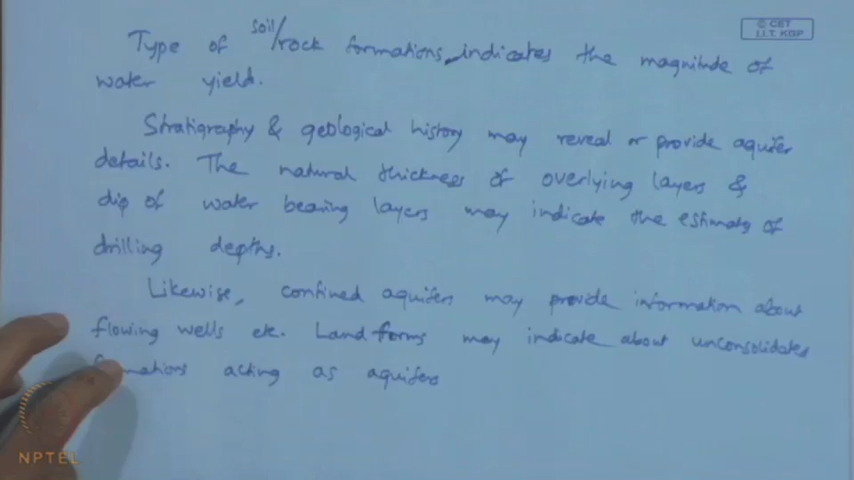 © CET
I.I.T. KGP
Type of soil/rock formations indicates the magnitude of
water yield.
Stratigraphy & geological history may reveal or provide aquifer
details. The natural thickness of overlying layers &
dip of water bearing layers may indicate the estimate of
drilling depths.
Likewise, confined aquifers may provide information about
flowing wells etc. Land forms may indicate about unconsolidated
formations acting as aquifers
NPTEL